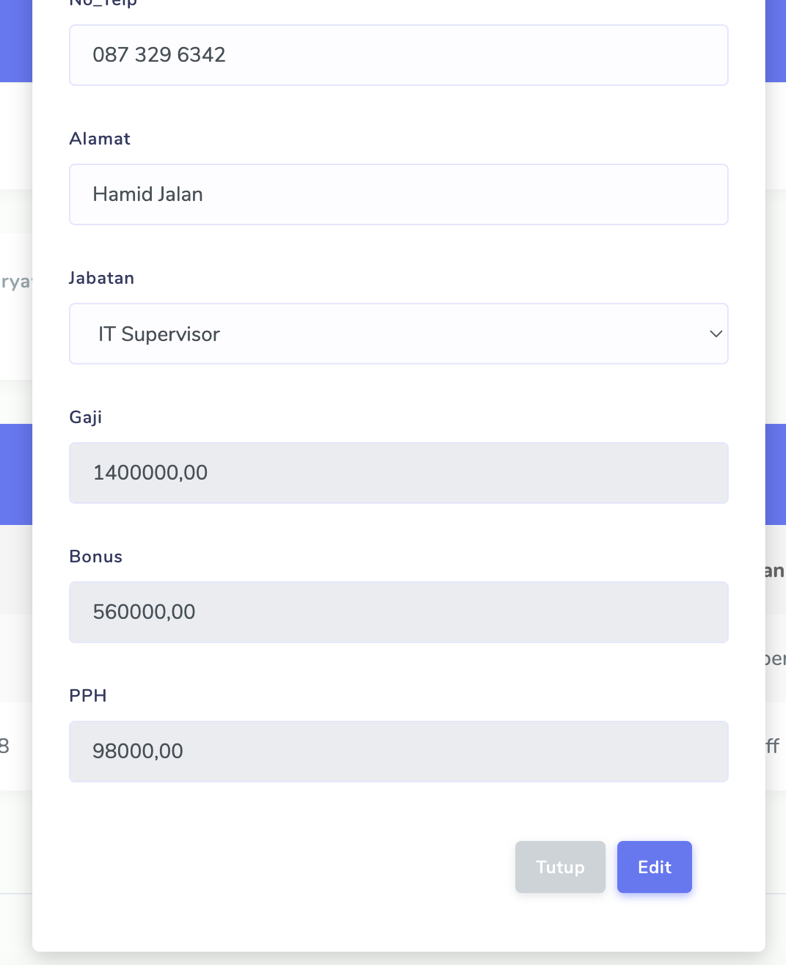 No_Telp
087 329 6342
Alamat
Hamid Jalan
Jabatan
IT Supervisor
Gaji
1400000,00
Bonus
560000,00
PPH
98000,00
Tutup Edit